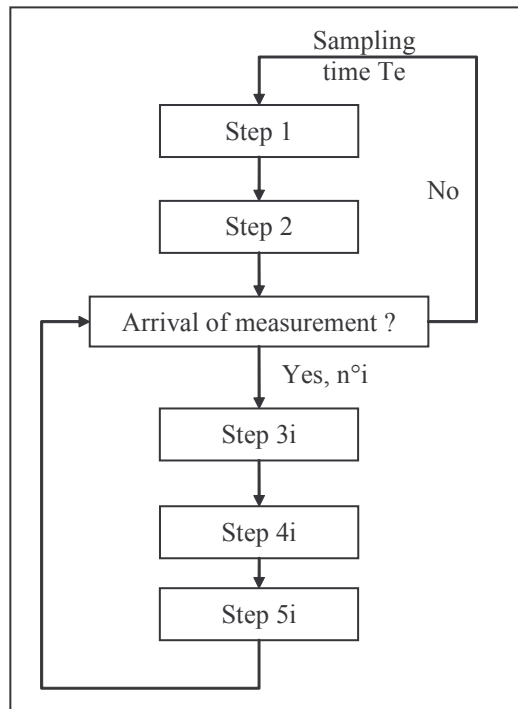 Sampling
time Te
Step 1
Step 2
No
Arrival of measurement ?
Yes, n°i
Step 3i
Step 4i
Step 5i